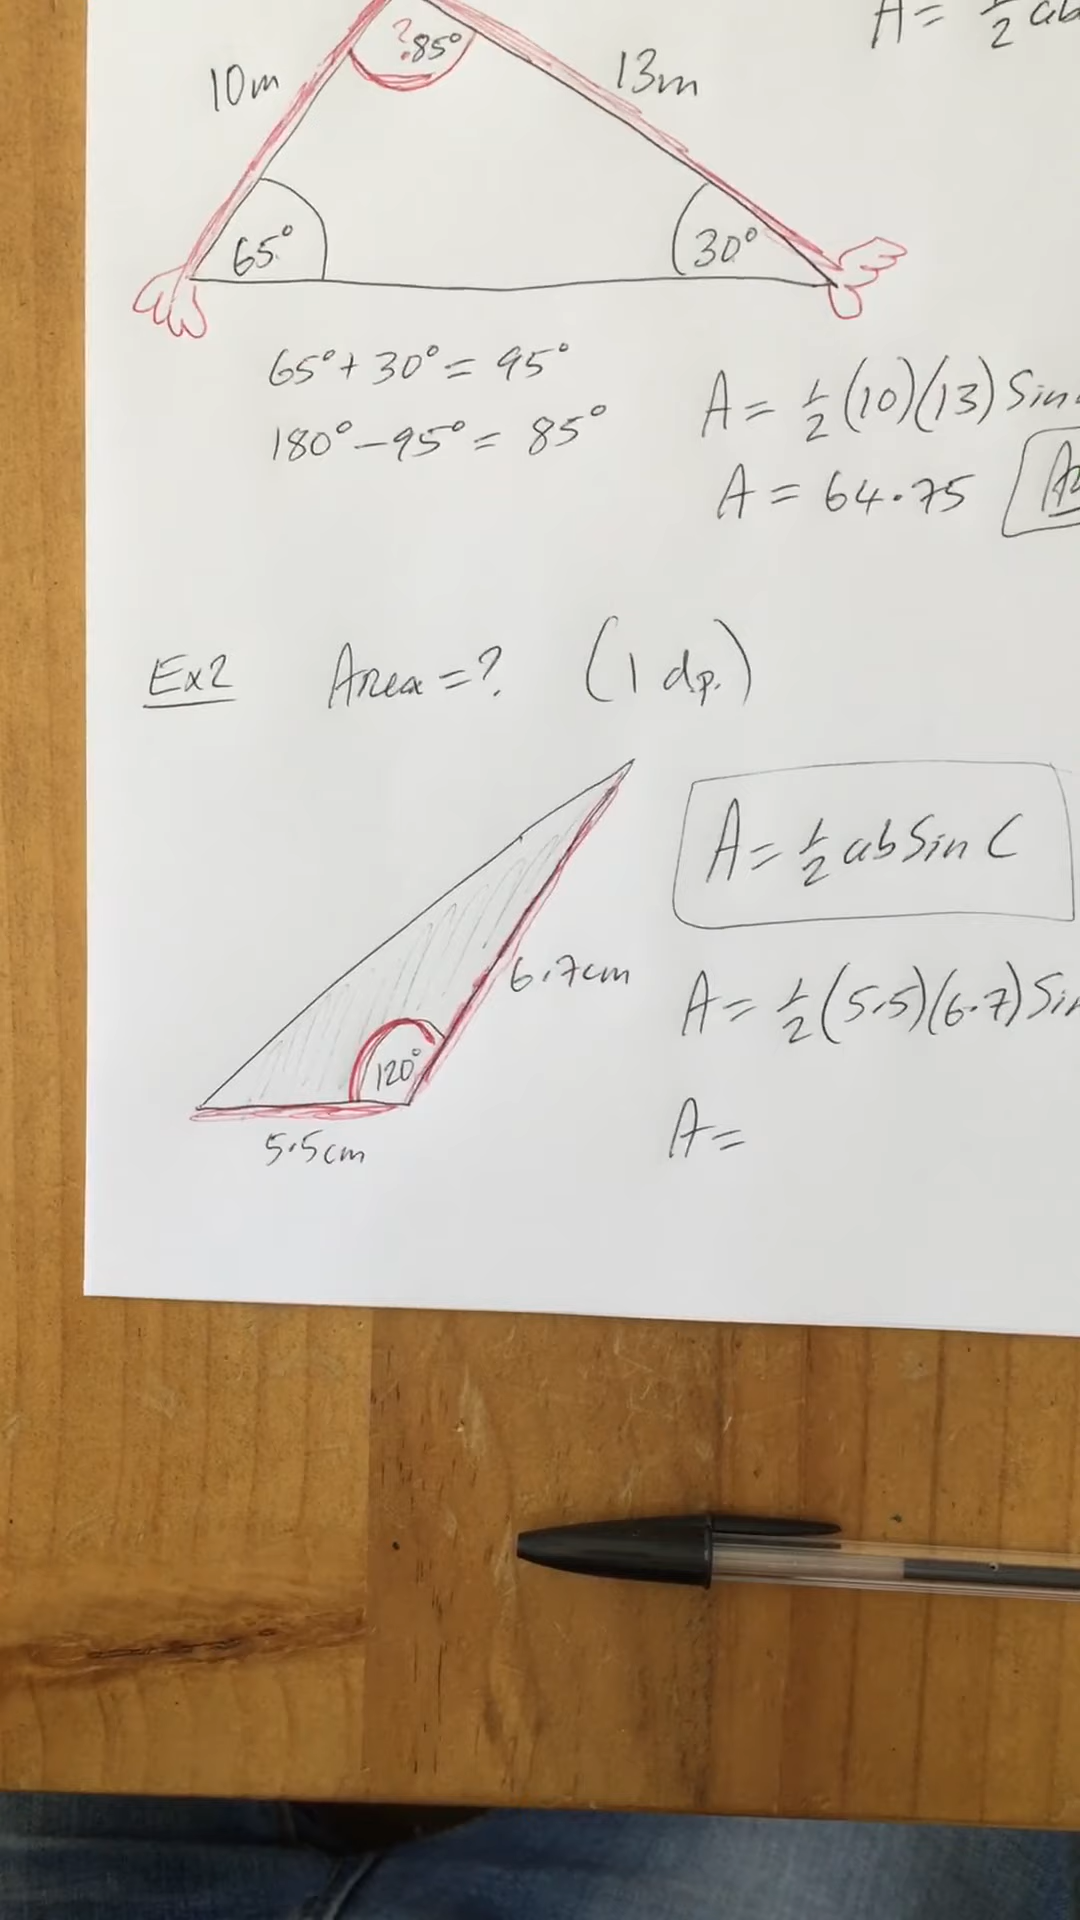 A = 1/2 ab
?85°
10m
13m
65°
30°
65° + 30° = 95°
180° - 95° = 85°
A = 1/2 (10)(13) Sin
A = 64.75
Ex2 Area = ? (1 dp.)
A = 1/2 ab Sin C
6.7cm
A = 1/2 (5.5)(6.7) Sin
120°
5.5cm
A =